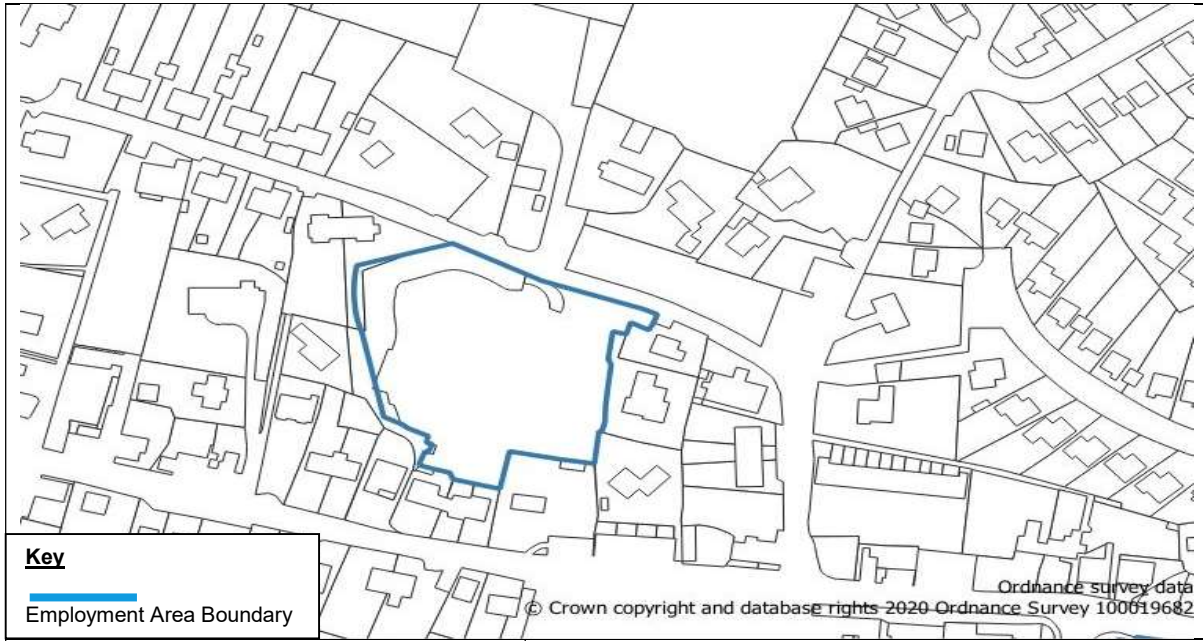 Key
Employment Area Boundary
Ordnance survey data
© Crown copyright and database rights 2020 Ordnance Survey 100019682